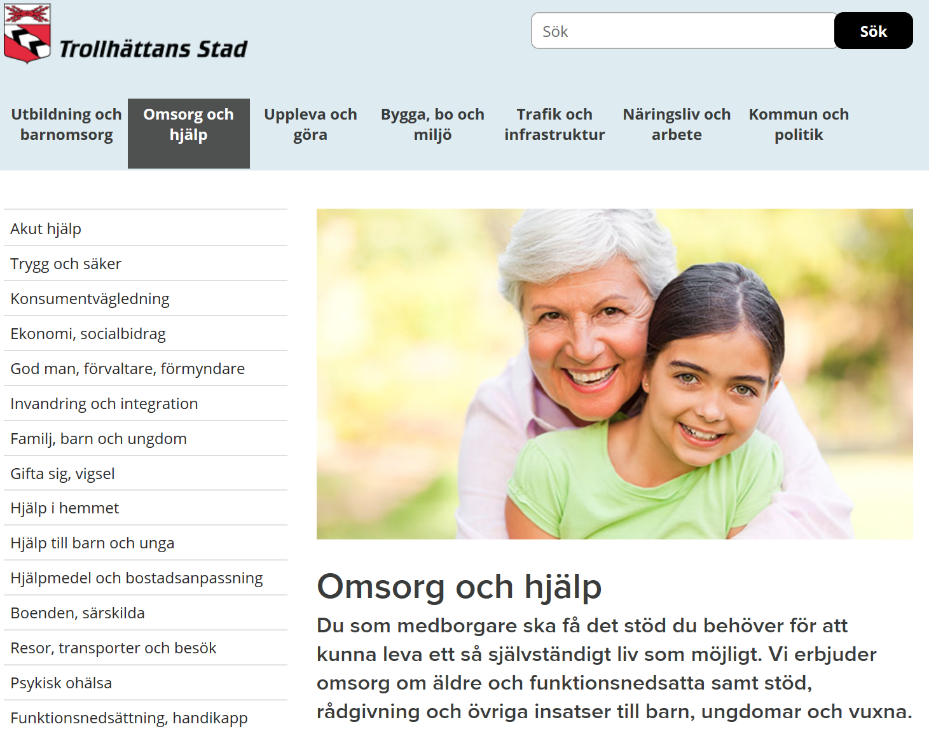 Trollhättans Stad
Sök
Sök
Utbildning och
barnomsorg
Omsorg och
hjälp
Uppleva och
göra
Bygga, bo och
miljö
Trafik och
infrastruktur
Näringsliv och
arbete
Kommun och
politik
Akut hjälp
Trygg och säker
Konsumentvägledning
Ekonomi, socialbidrag
God man, förvaltare, förmyndare
Invandring och integration
Familj, barn och ungdom
Gifta sig, vigsel
Hjälp i hemmet
Hjälp till barn och unga
Hjälpmedel och bostadsanpassning
Boenden, särskilda
Resor, transporter och besök
Psykisk ohälsa
Funktionsnedsättning, handikapp
Omsorg och hjälp
Du som medborgare ska få det stöd du behöver för att
kunna leva ett så självständigt liv som möjligt. Vi erbjuder
omsorg om äldre och funktionsnedsatta samt stöd,
rådgivning och övriga insatser till barn, ungdomar och vuxna.